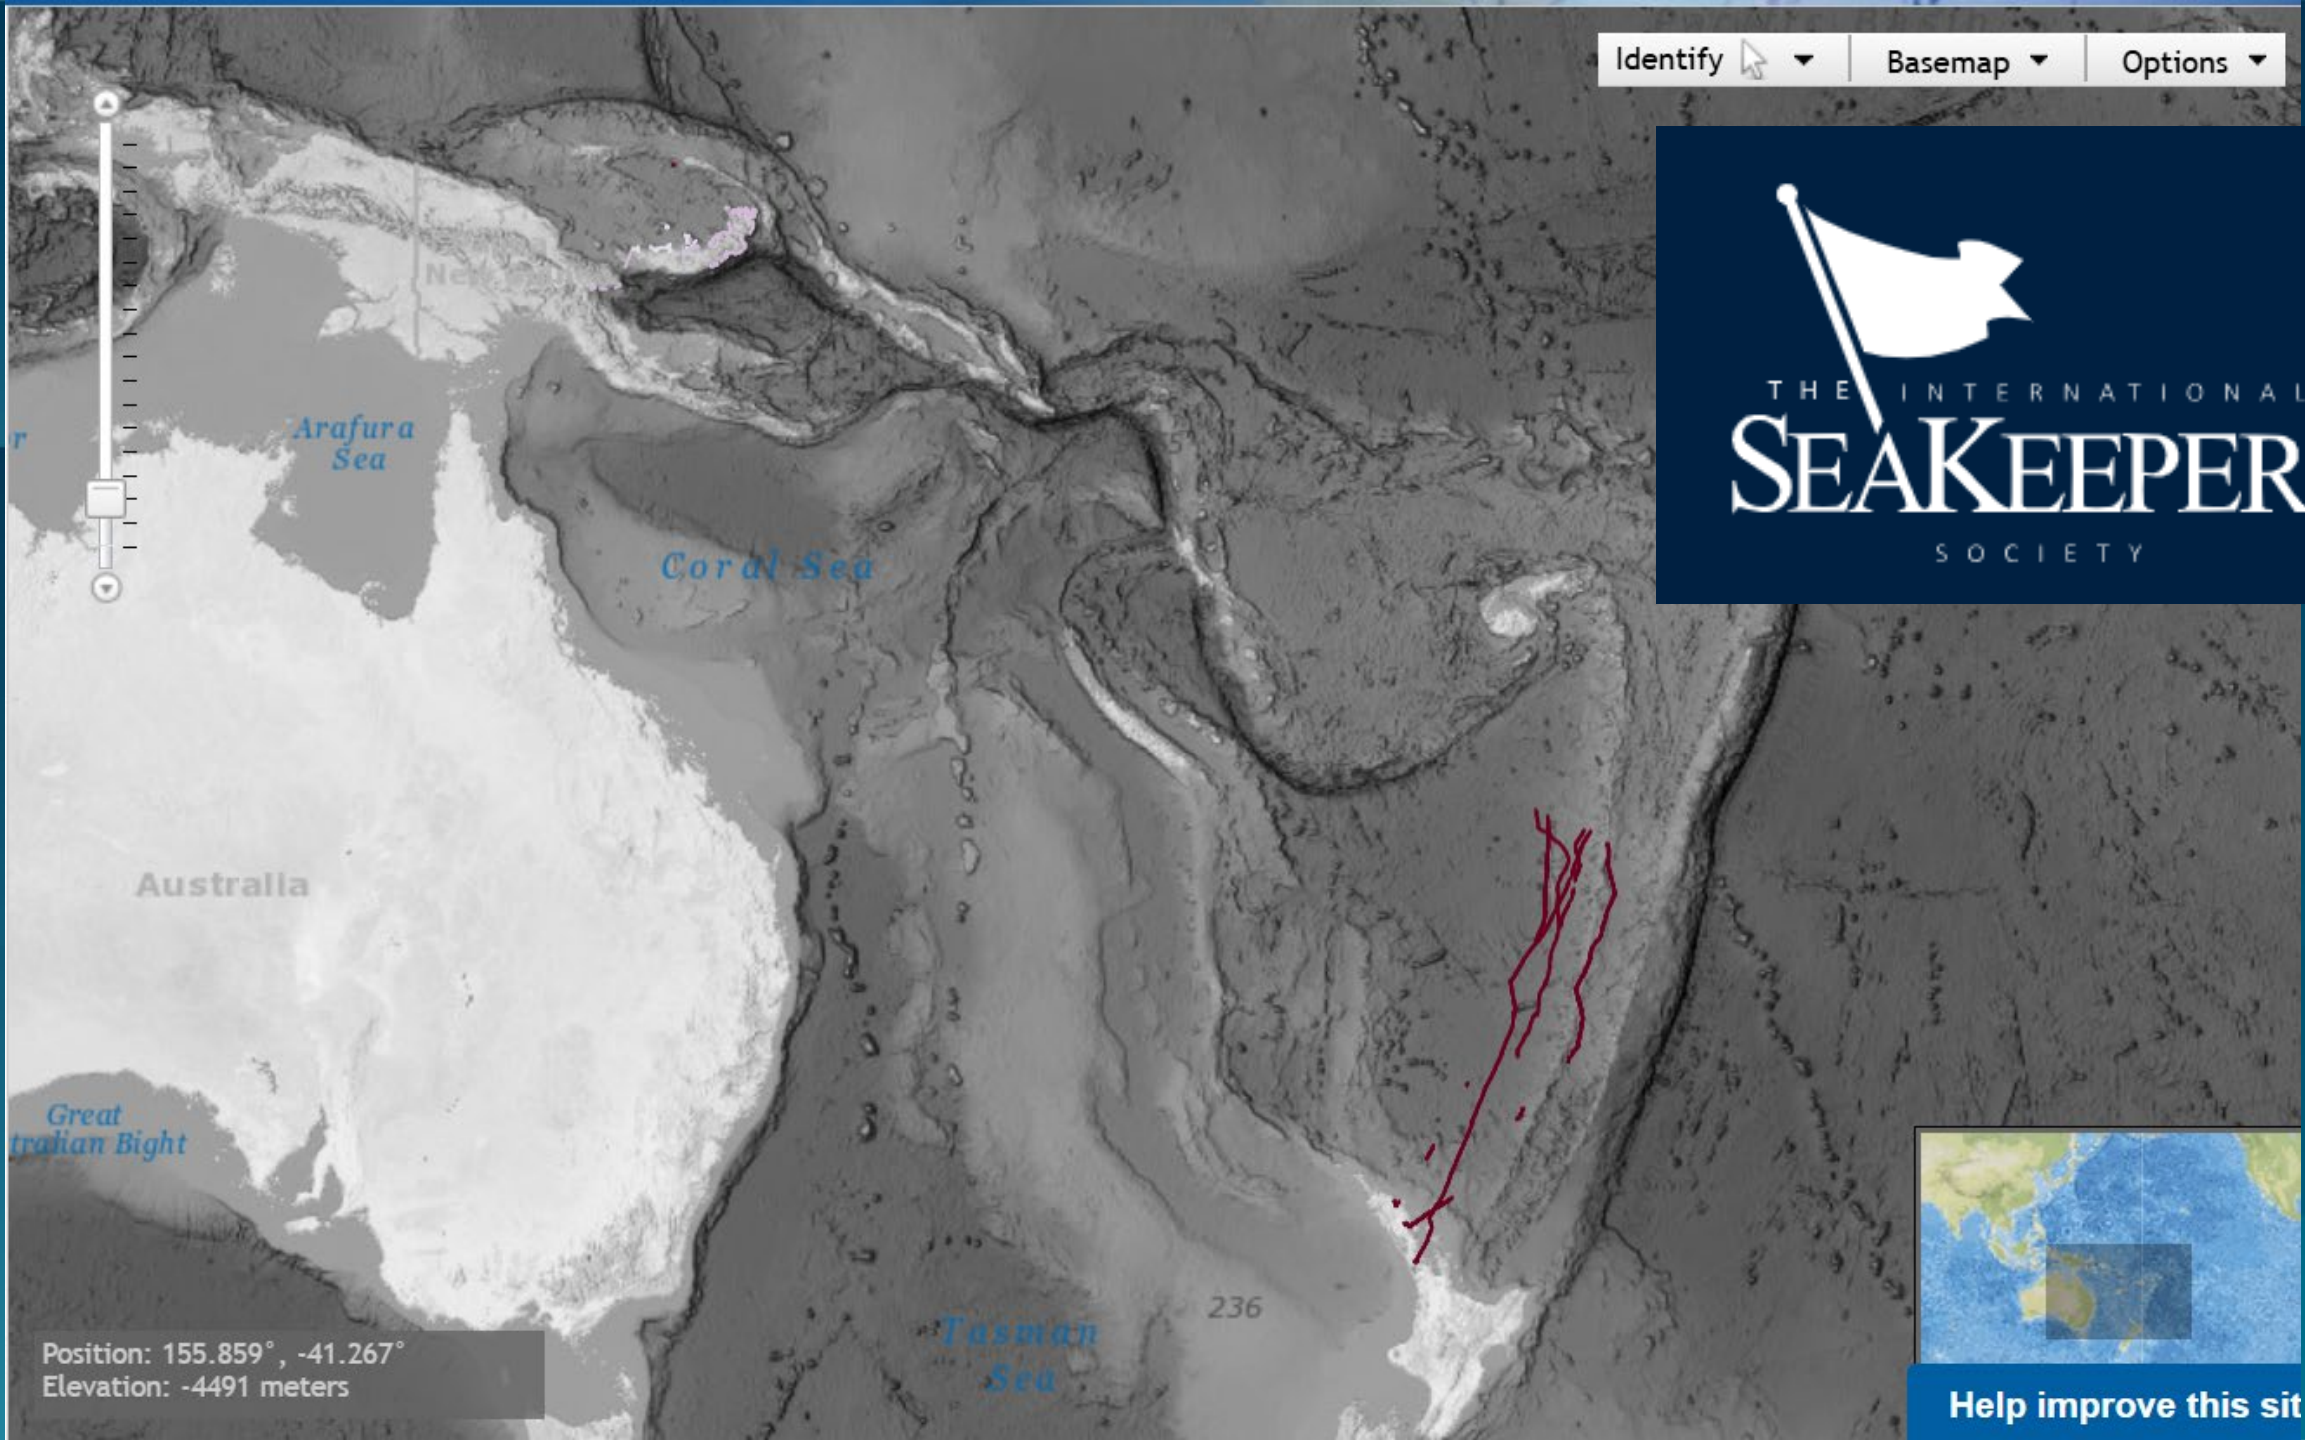 Identify
Basemap
Options
THE INTERNATIONAL
SEAKEEPER
SOCIETY
Arafura
Sea
r
Coral Sea
Australia
Great
tralian Bight
236
Tasman
Sea
Position: 155.859°, -41.267°
Elevation: -4491 meters
Help improve this sit